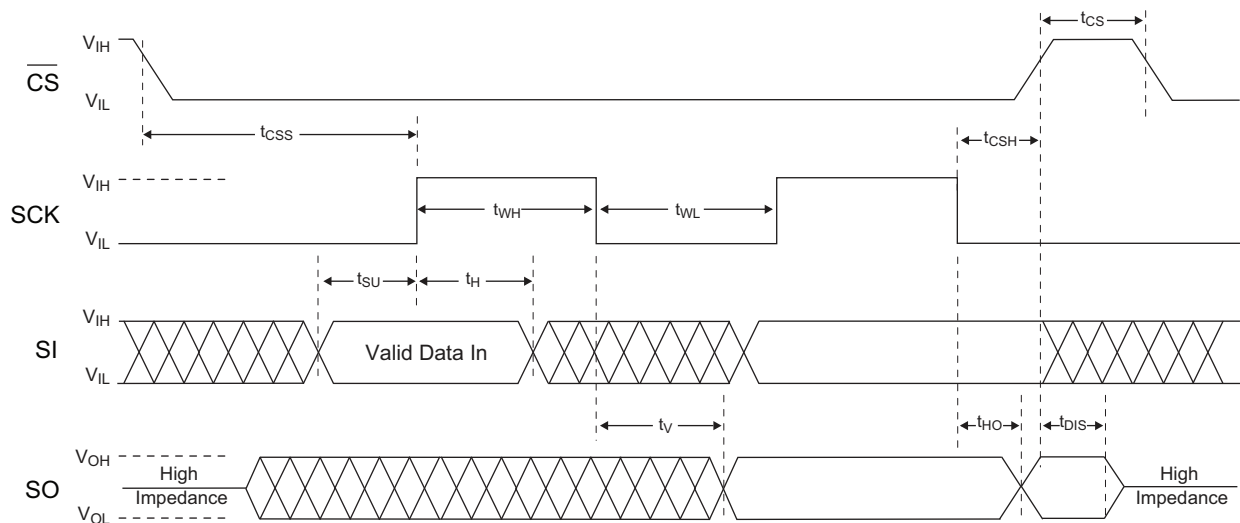 tCS
VIH
CS
VIL
tCSS
tCSH
VIH
SCK
tWH
tWL
VIL
tSU
tH
VIH
SI
Valid Data In
VIL
tV
tHO
tDIS
VOH
High
Impedance
SO
High
Impedance
VOL